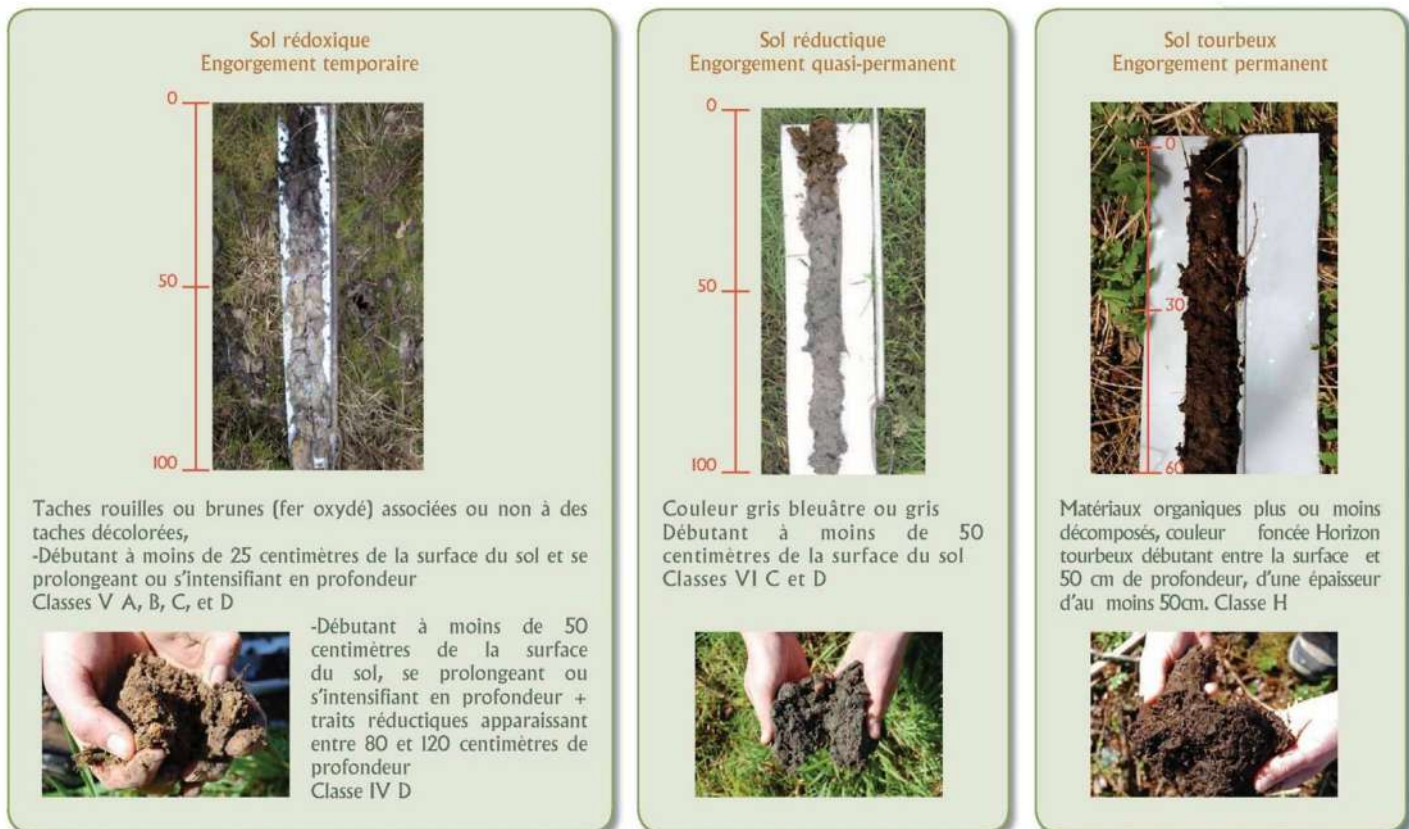 Sol rédoxique
Engorgement temporaire
0
50
100
Taches rouilles ou brunes (fer oxydé) associées ou non à des
taches décolorées,
-Débutant à moins de 25 centimètres de la surface du sol et se
prolongeant ou s'intensifiant en profondeur
Classes V A, B, C, et D
-Débutant à moins de 50
centimètres de la surface
du sol, se prolongeant ou
s'intensifiant en profondeur +
traits réductiques apparaissant
entre 80 et 120 centimètres de
profondeur
Classe IV D
Sol réductique
Engorgement quasi-permanent
0
50
100
Couleur gris bleuâtre ou gris
Débutant à moins de 50
centimètres de la surface du sol
Classes VI C et D
Sol tourbeux
Engorgement permanent
0
30
60
Matériaux organiques plus ou moins
décomposés, couleur foncée Horizon
tourbeux débutant entre la surface et
50 cm de profondeur, d'une épaisseur
d'au moins 50cm. Classe H